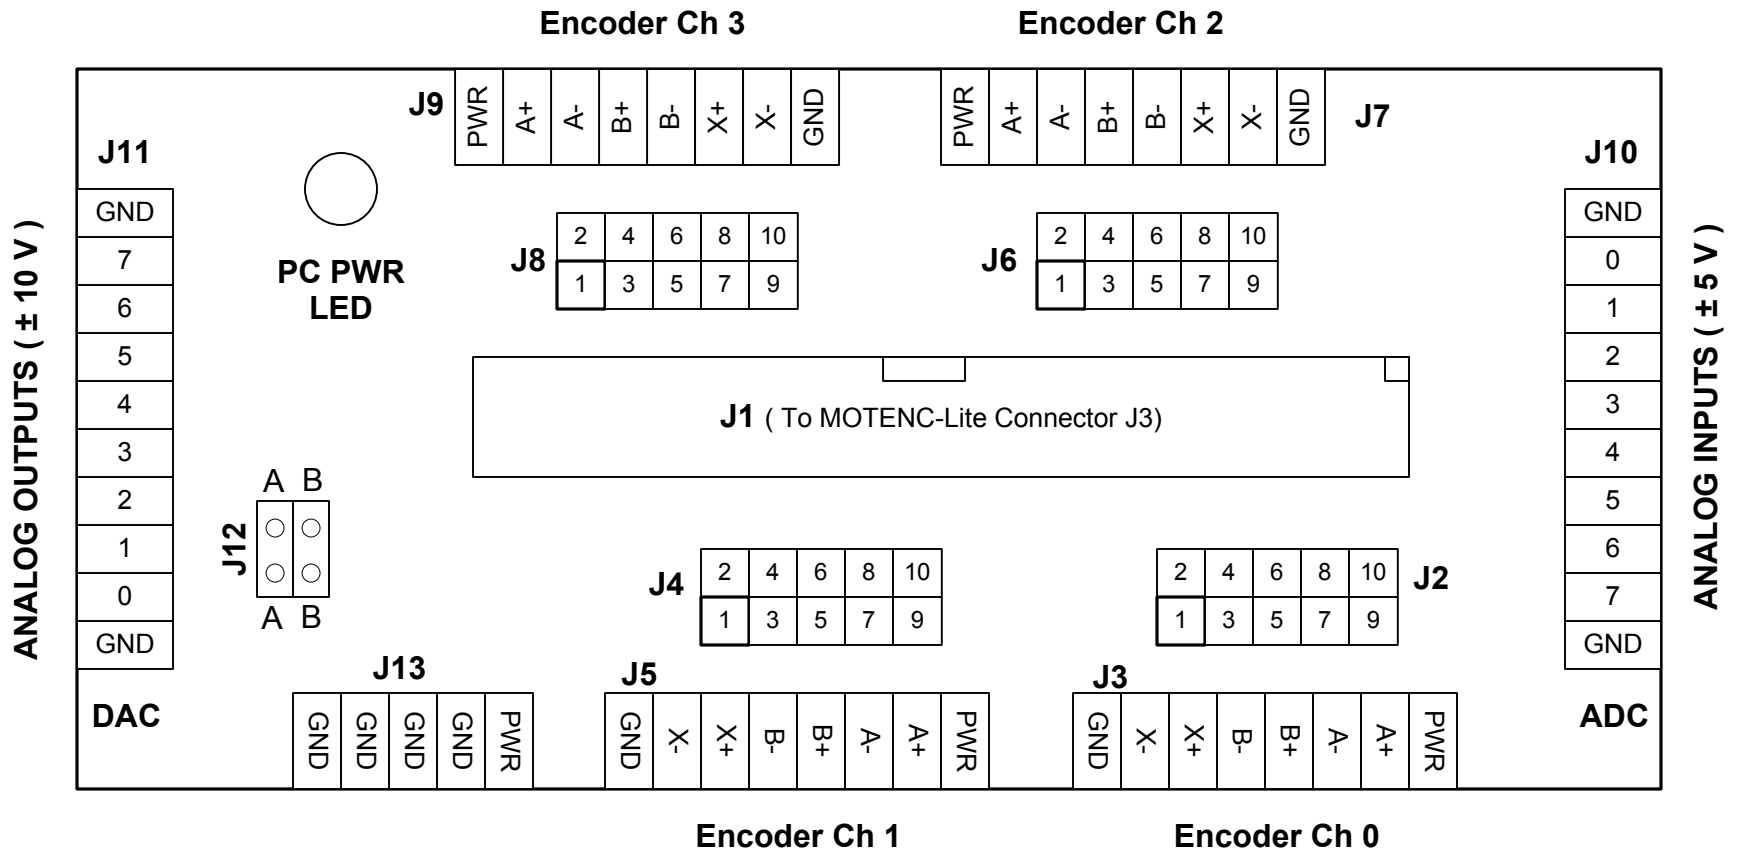 Encoder Ch 3
Encoder Ch 2
J9
PWR
A+
A-
B+
B-
X+
X-
GND
PWR
A+
A-
B+
B-
X+
X-
GND
J7
J11
GND
7
6
5
4
3
2
1
0
GND
DAC
ANALOG OUTPUTS ( ± 10 V )
PC PWR
LED
J8
2 4 6 8 10
1 3 5 7 9
J6
2 4 6 8 10
1 3 5 7 9
J10
GND
0
1
2
3
4
5
6
7
GND
ADC
ANALOG INPUTS ( ± 5 V )
J1 ( To MOTENC-Lite Connector J3)
A B
J12
A B
J4
2 4 6 8 10
1 3 5 7 9
2 4 6 8 10
1 3 5 7 9
J2
J13
GND
GND
GND
GND
PWR
J5
GND
X-
X+
B-
B+
A-
A+
PWR
J3
GND
X-
X+
B-
B+
A-
A+
PWR
Encoder Ch 1
Encoder Ch 0